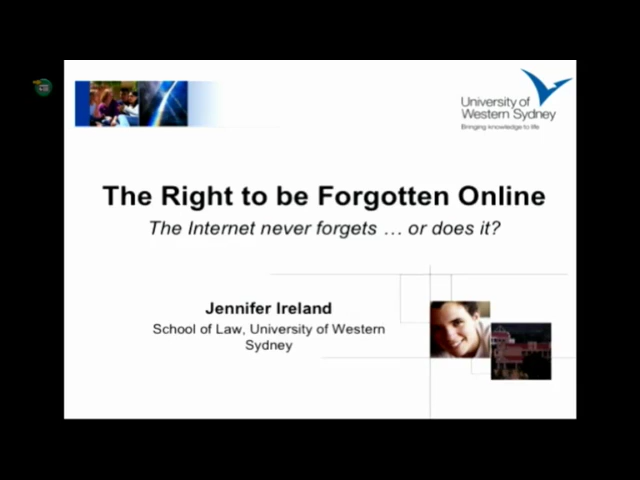 University of
Western Sydney
Bringing knowledge to life
The Right to be Forgotten Online
The Internet never forgets … or does it?
Jennifer Ireland
School of Law, University of Western
Sydney